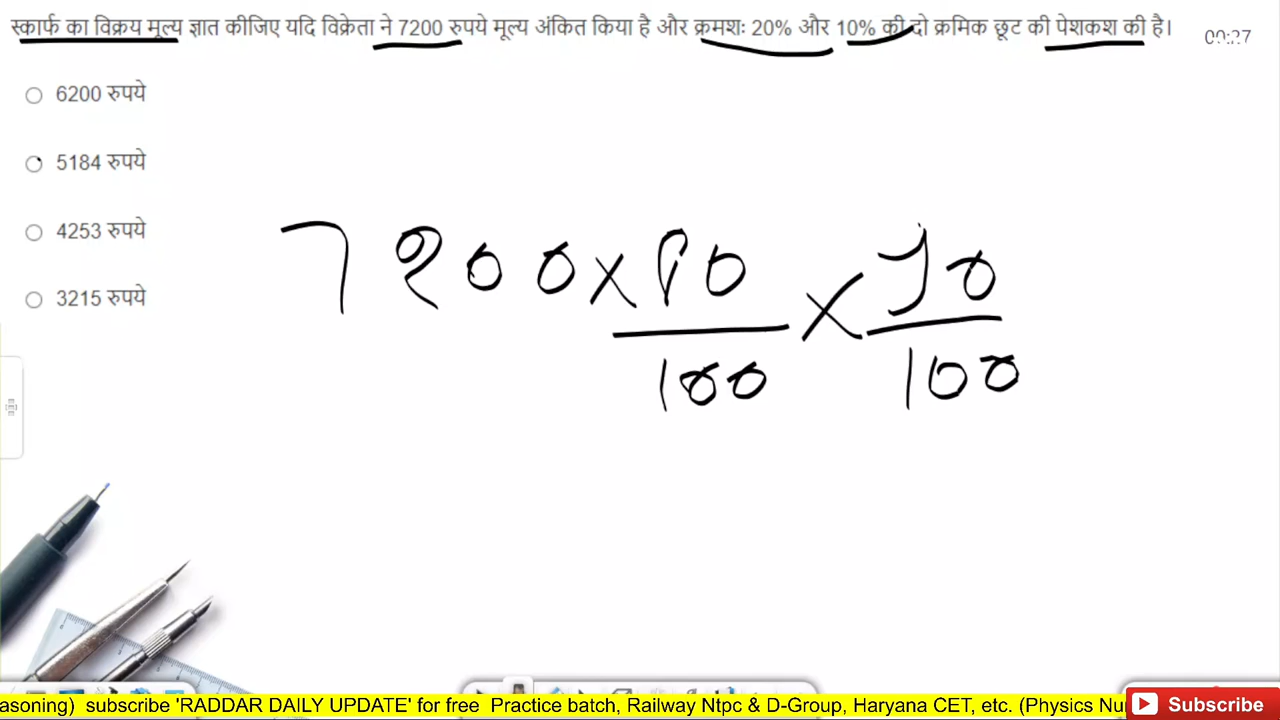 स्कार्फ का विक्रय मूल्य ज्ञात कीजिए यदि विक्रेता ने 7200 रुपये मूल्य अंकित किया है और क्रमशः 20% और 10% की दो क्रमिक छूट की पेशकश की है।
00:27
6200 रुपये
5184 रुपये
4253 रुपये
3215 रुपये
7200 x 80 x 90
100 100
asoning) subscribe 'RADDAR DAILY UPDATE' for free Practice batch, Railway Ntpc & D-Group, Haryana CET, etc. (Physics Nu
Subscribe